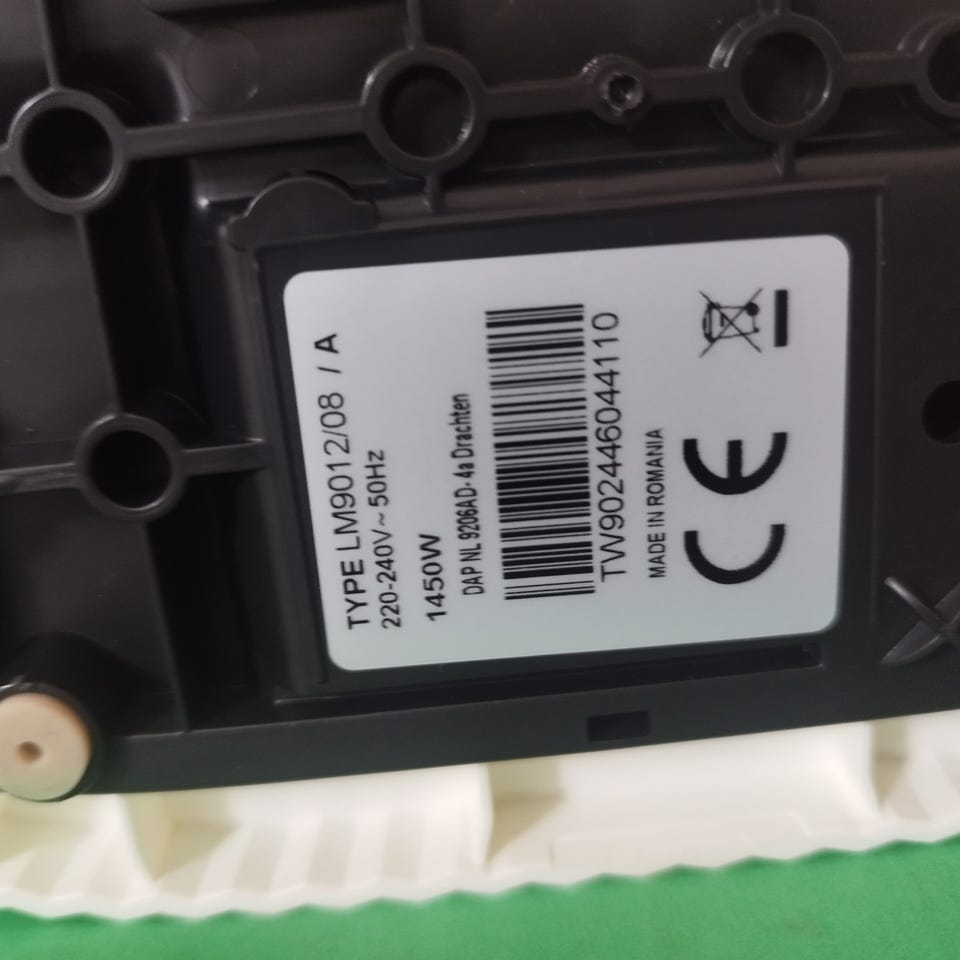 TYPE LM9012/08 / A
220-240V~ 50Hz
1450W
DAP NL 9206AD- 4a Drachten
TW902446044110
MADE IN ROMANIA
CE